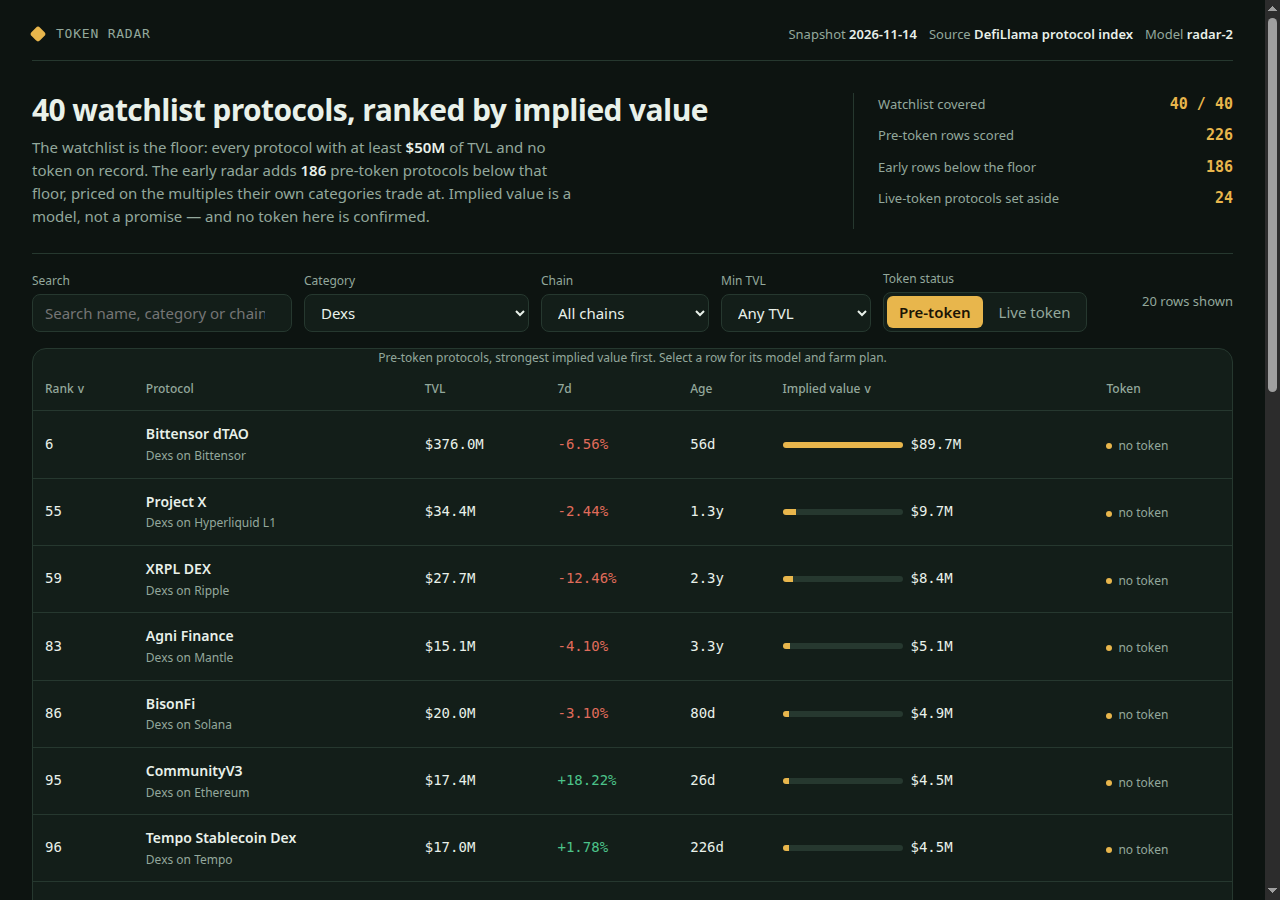 TOKEN RADAR
Snapshot 2026-11-14 Source DefiLlama protocol index Model radar-2
40 watchlist protocols, ranked by implied value
The watchlist is the floor: every protocol with at least $50M of TVL and no
token on record. The early radar adds 186 pre-token protocols below that
floor, priced on the multiples their own categories trade at. Implied value is a
model, not a promise — and no token here is confirmed.
Watchlist covered 40 / 40
Pre-token rows scored 226
Early rows below the floor 186
Live-token protocols set aside 24
Search Category Chain Min TVL Token status
Search name, category or chain Dexs All chains Any TVL Pre-token Live token 20 rows shown
Pre-token protocols, strongest implied value first. Select a row for its model and farm plan.
Rank v Protocol TVL 7d Age Implied value v Token
6 Bittensor dTAO $376.0M -6.56% 56d $89.7M no token
Dexs on Bittensor
55 Project X $34.4M -2.44% 1.3y $9.7M no token
Dexs on Hyperliquid L1
59 XRPL DEX $27.7M -12.46% 2.3y $8.4M no token
Dexs on Ripple
83 Agni Finance $15.1M -4.10% 3.3y $5.1M no token
Dexs on Mantle
86 BisonFi $20.0M -3.10% 80d $4.9M no token
Dexs on Solana
95 CommunityV3 $17.4M +18.22% 26d $4.5M no token
Dexs on Ethereum
96 Tempo Stablecoin Dex $17.0M +1.78% 226d $4.5M no token
Dexs on Tempo